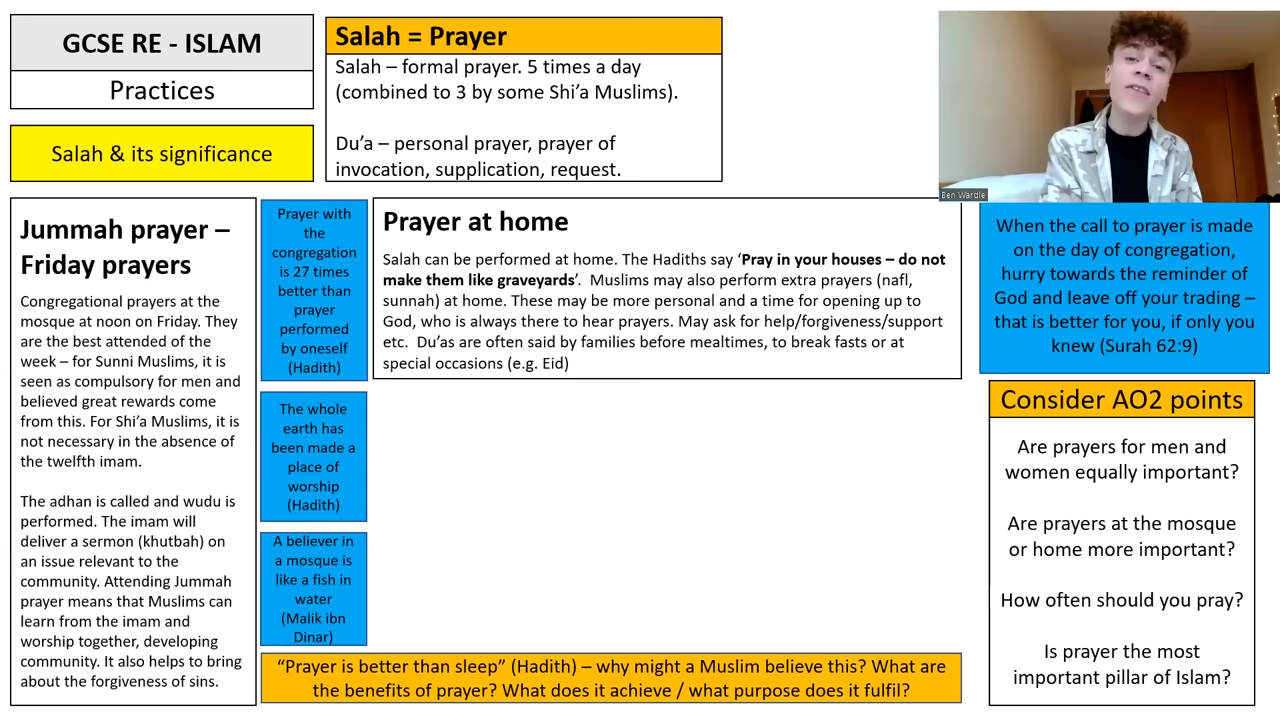 GCSE RE - ISLAM
Practices
Salah & its significance
Salah = Prayer
Salah – formal prayer. 5 times a day
(combined to 3 by some Shi’a Muslims).
Du’a – personal prayer, prayer of
invocation, supplication, request.
Ben Wardle
Jummah prayer –
Friday prayers
Congregational prayers at the
mosque at noon on Friday. They
are the best attended of the
week – for Sunni Muslims, it is
seen as compulsory for men and
believed great rewards come
from this. For Shi’a Muslims, it is
not necessary in the absence of
the twelfth imam.
The adhan is called and wudu is
performed. The imam will
deliver a sermon (khutbah) on
an issue relevant to the
community. Attending Jummah
prayer means that Muslims can
learn from the imam and
worship together, developing
community. It also helps to bring
about the forgiveness of sins.
Prayer with
the
congregation
is 27 times
better than
prayer
performed
by oneself
(Hadith)
The whole
earth has
been made a
place of
worship
(Hadith)
A believer in
a mosque is
like a fish in
water
(Malik ibn
Dinar)
Prayer at home
Salah can be performed at home. The Hadiths say ‘Pray in your houses – do not
make them like graveyards’. Muslims may also perform extra prayers (nafl,
sunnah) at home. These may be more personal and a time for opening up to
God, who is always there to hear prayers. May ask for help/forgiveness/support
etc. Du’as are often said by families before mealtimes, to break fasts or at
special occasions (e.g. Eid)
“Prayer is better than sleep” (Hadith) – why might a Muslim believe this? What are
the benefits of prayer? What does it achieve / what purpose does it fulfil?
When the call to prayer is made
on the day of congregation,
hurry towards the reminder of
God and leave off your trading –
that is better for you, if only you
knew (Surah 62:9)
Consider AO2 points
Are prayers for men and
women equally important?
Are prayers at the mosque
or home more important?
How often should you pray?
Is prayer the most
important pillar of Islam?